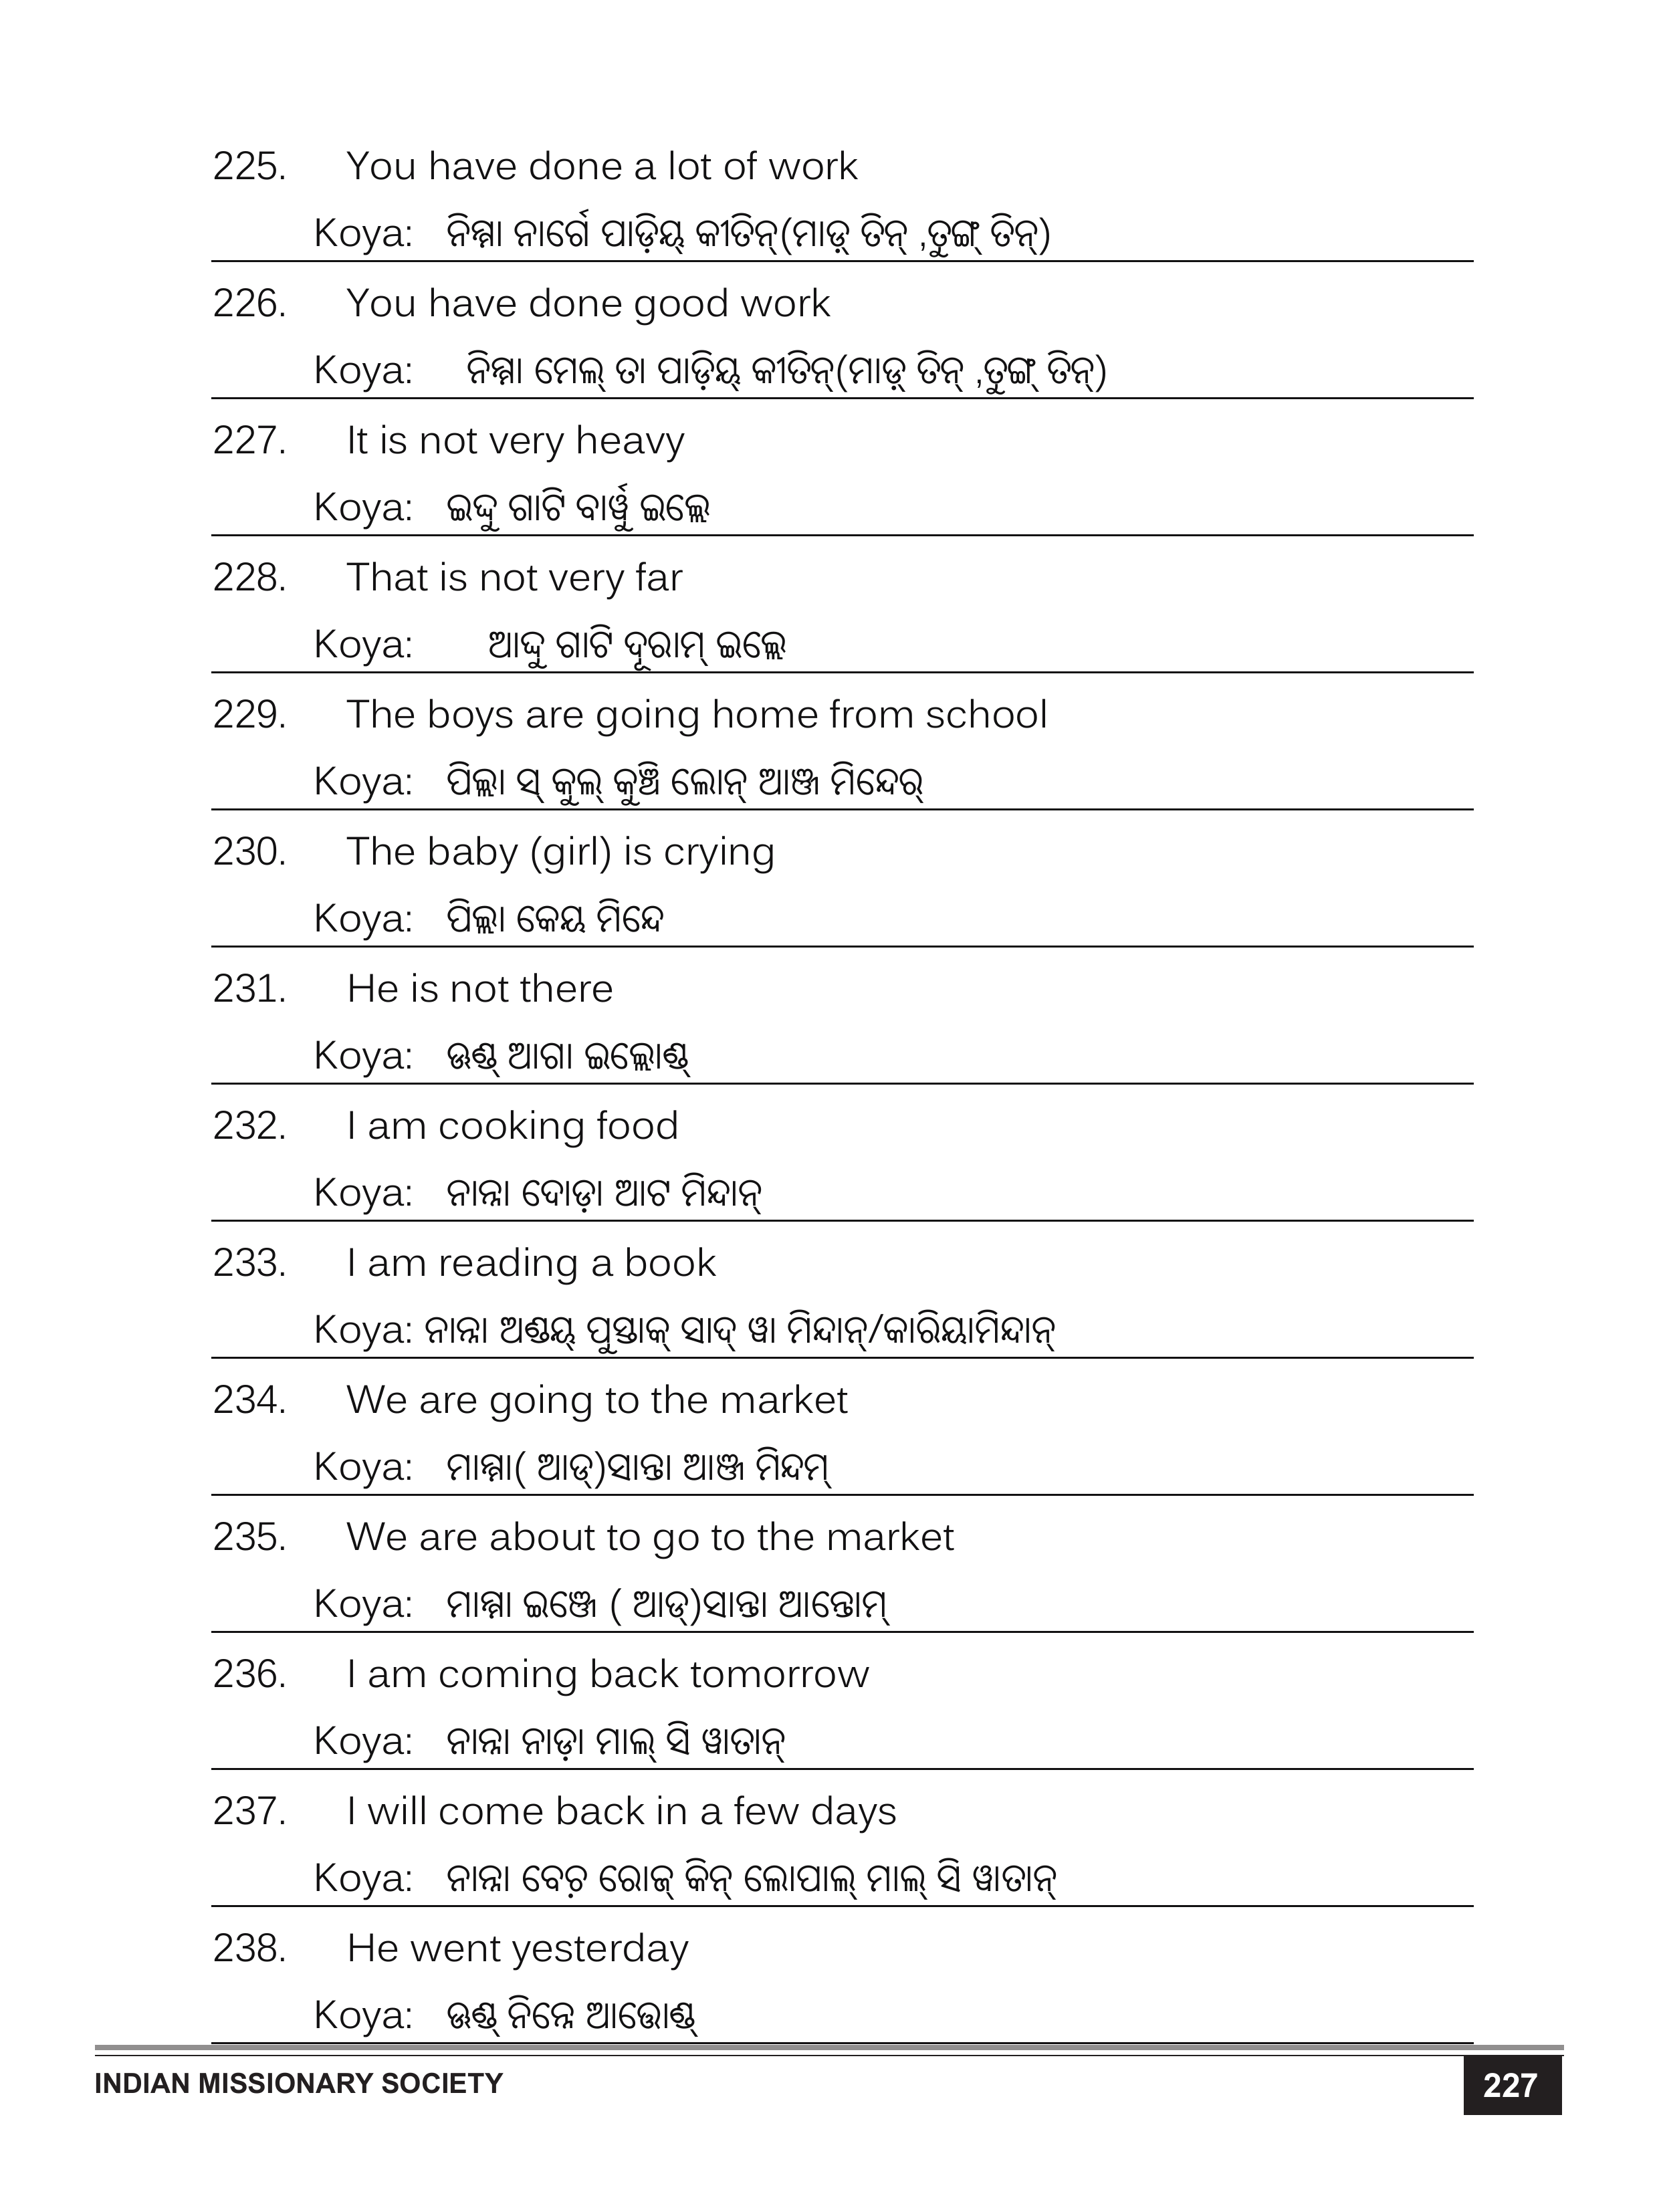 225. You have done a lot of work
Koya: ନିମ୍ମା ନାର୍ଗେ ପାଡ଼ିୟ୍ କୀତିନ୍(ମାଡ଼୍ ତିନ୍ ,ତୁଙ୍ଗ୍ ତିନ୍)
226. You have done good work
Koya: ନିମ୍ମା ମେଲ୍ ତା ପାଡ଼ିୟ୍ କୀତିନ୍(ମାଡ଼୍ ତିନ୍ ,ତୁଙ୍ଗ୍ ତିନ୍)
227. It is not very heavy
Koya: ଇଦ୍ଦୁ ଗାଟି ବାର୍ୱୁ ଇଲ୍ଲେ
228. That is not very far
Koya: ଆଦ୍ଦୁ ଗାଟି ଦୂରାମ୍ ଇଲ୍ଲେ
229. The boys are going home from school
Koya: ପିଲ୍ଲା ସ୍ କୁଲ୍ କୁଞ୍ଚି ଲୋନ୍ ଆଞ୍ଜ ମିନ୍ଦେର୍
230. The baby (girl) is crying
Koya: ପିଲ୍ଲା କେୟ ମିନ୍ଦେ
231. He is not there
Koya: ଊଣ୍ଡ୍ ଆଗା ଇଲ୍ଲୋଣ୍ଡ୍
232. I am cooking food
Koya: ନାନ୍ନା ଦୋଡ଼ା ଆଟ ମିନ୍ଦାନ୍
233. I am reading a book
Koya: ନାନ୍ନା ଅଣ୍ଡୟ୍ ପୁସ୍ତାକ୍ ସାଦ୍ ୱା ମିନ୍ଦାନ୍/କାରିୟାମିନ୍ଦାନ୍
234. We are going to the market
Koya: ମାମ୍ମା( ଆଡ୍)ସାନ୍ତା ଆଞ୍ଜ ମିନ୍ଦମ୍
235. We are about to go to the market
Koya: ମାମ୍ମା ଇଞ୍ଜେ ( ଆଡ୍)ସାନ୍ତା ଆନ୍ତୋମ୍
236. I am coming back tomorrow
Koya: ନାନ୍ନା ନାଡ଼ା ମାଲ୍ ସି ୱାତାନ୍
237. I will come back in a few days
Koya: ନାନ୍ନା ବେଚ଼ ରୋଜ୍ କିନ୍ ଲୋପାଲ୍ ମାଲ୍ ସି ୱାତାନ୍
238. He went yesterday
Koya: ଊଣ୍ଡ୍ ନିନ୍ନେ ଆତ୍ତୋଣ୍ଡ୍
INDIAN MISSIONARY SOCIETY
227